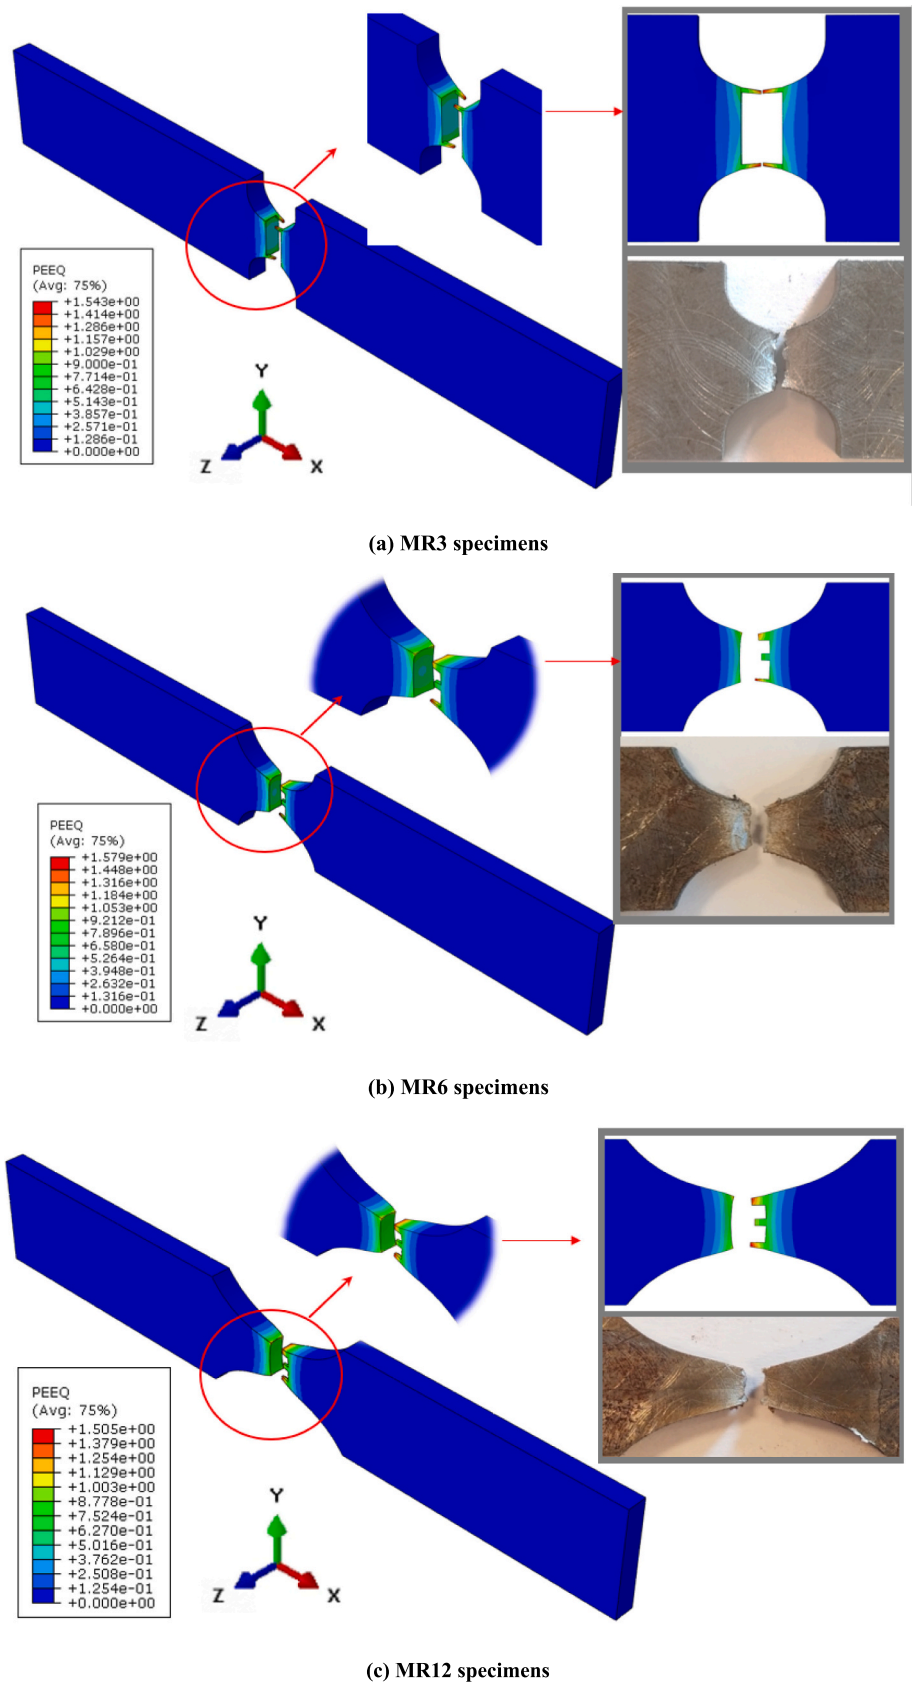 PEEQ
(Avg: 75%)
+1.543e+00
+1.414e+00
+1.286e+00
+1.157e+00
+1.029e+00
+9.000e-01
+7.714e-01
+6.428e-01
+5.143e-01
+3.857e-01
+2.571e-01
+1.286e-01
+0.000e+00
Y
Z
X
(a) MR3 specimens
PEEQ
(Avg: 75%)
+1.579e+00
+1.448e+00
+1.316e+00
+1.184e+00
+1.053e+00
+9.212e-01
+7.896e-01
+6.580e-01
+5.264e-01
+3.948e-01
+2.632e-01
+1.316e-01
+0.000e+00
Y
Z
X
(b) MR6 specimens
PEEQ
(Avg: 75%)
+1.505e+00
+1.379e+00
+1.254e+00
+1.129e+00
+1.003e+00
+8.778e-01
+7.524e-01
+6.270e-01
+5.016e-01
+3.762e-01
+2.508e-01
+1.254e-01
+0.000e+00
Y
Z
X
(c) MR12 specimens